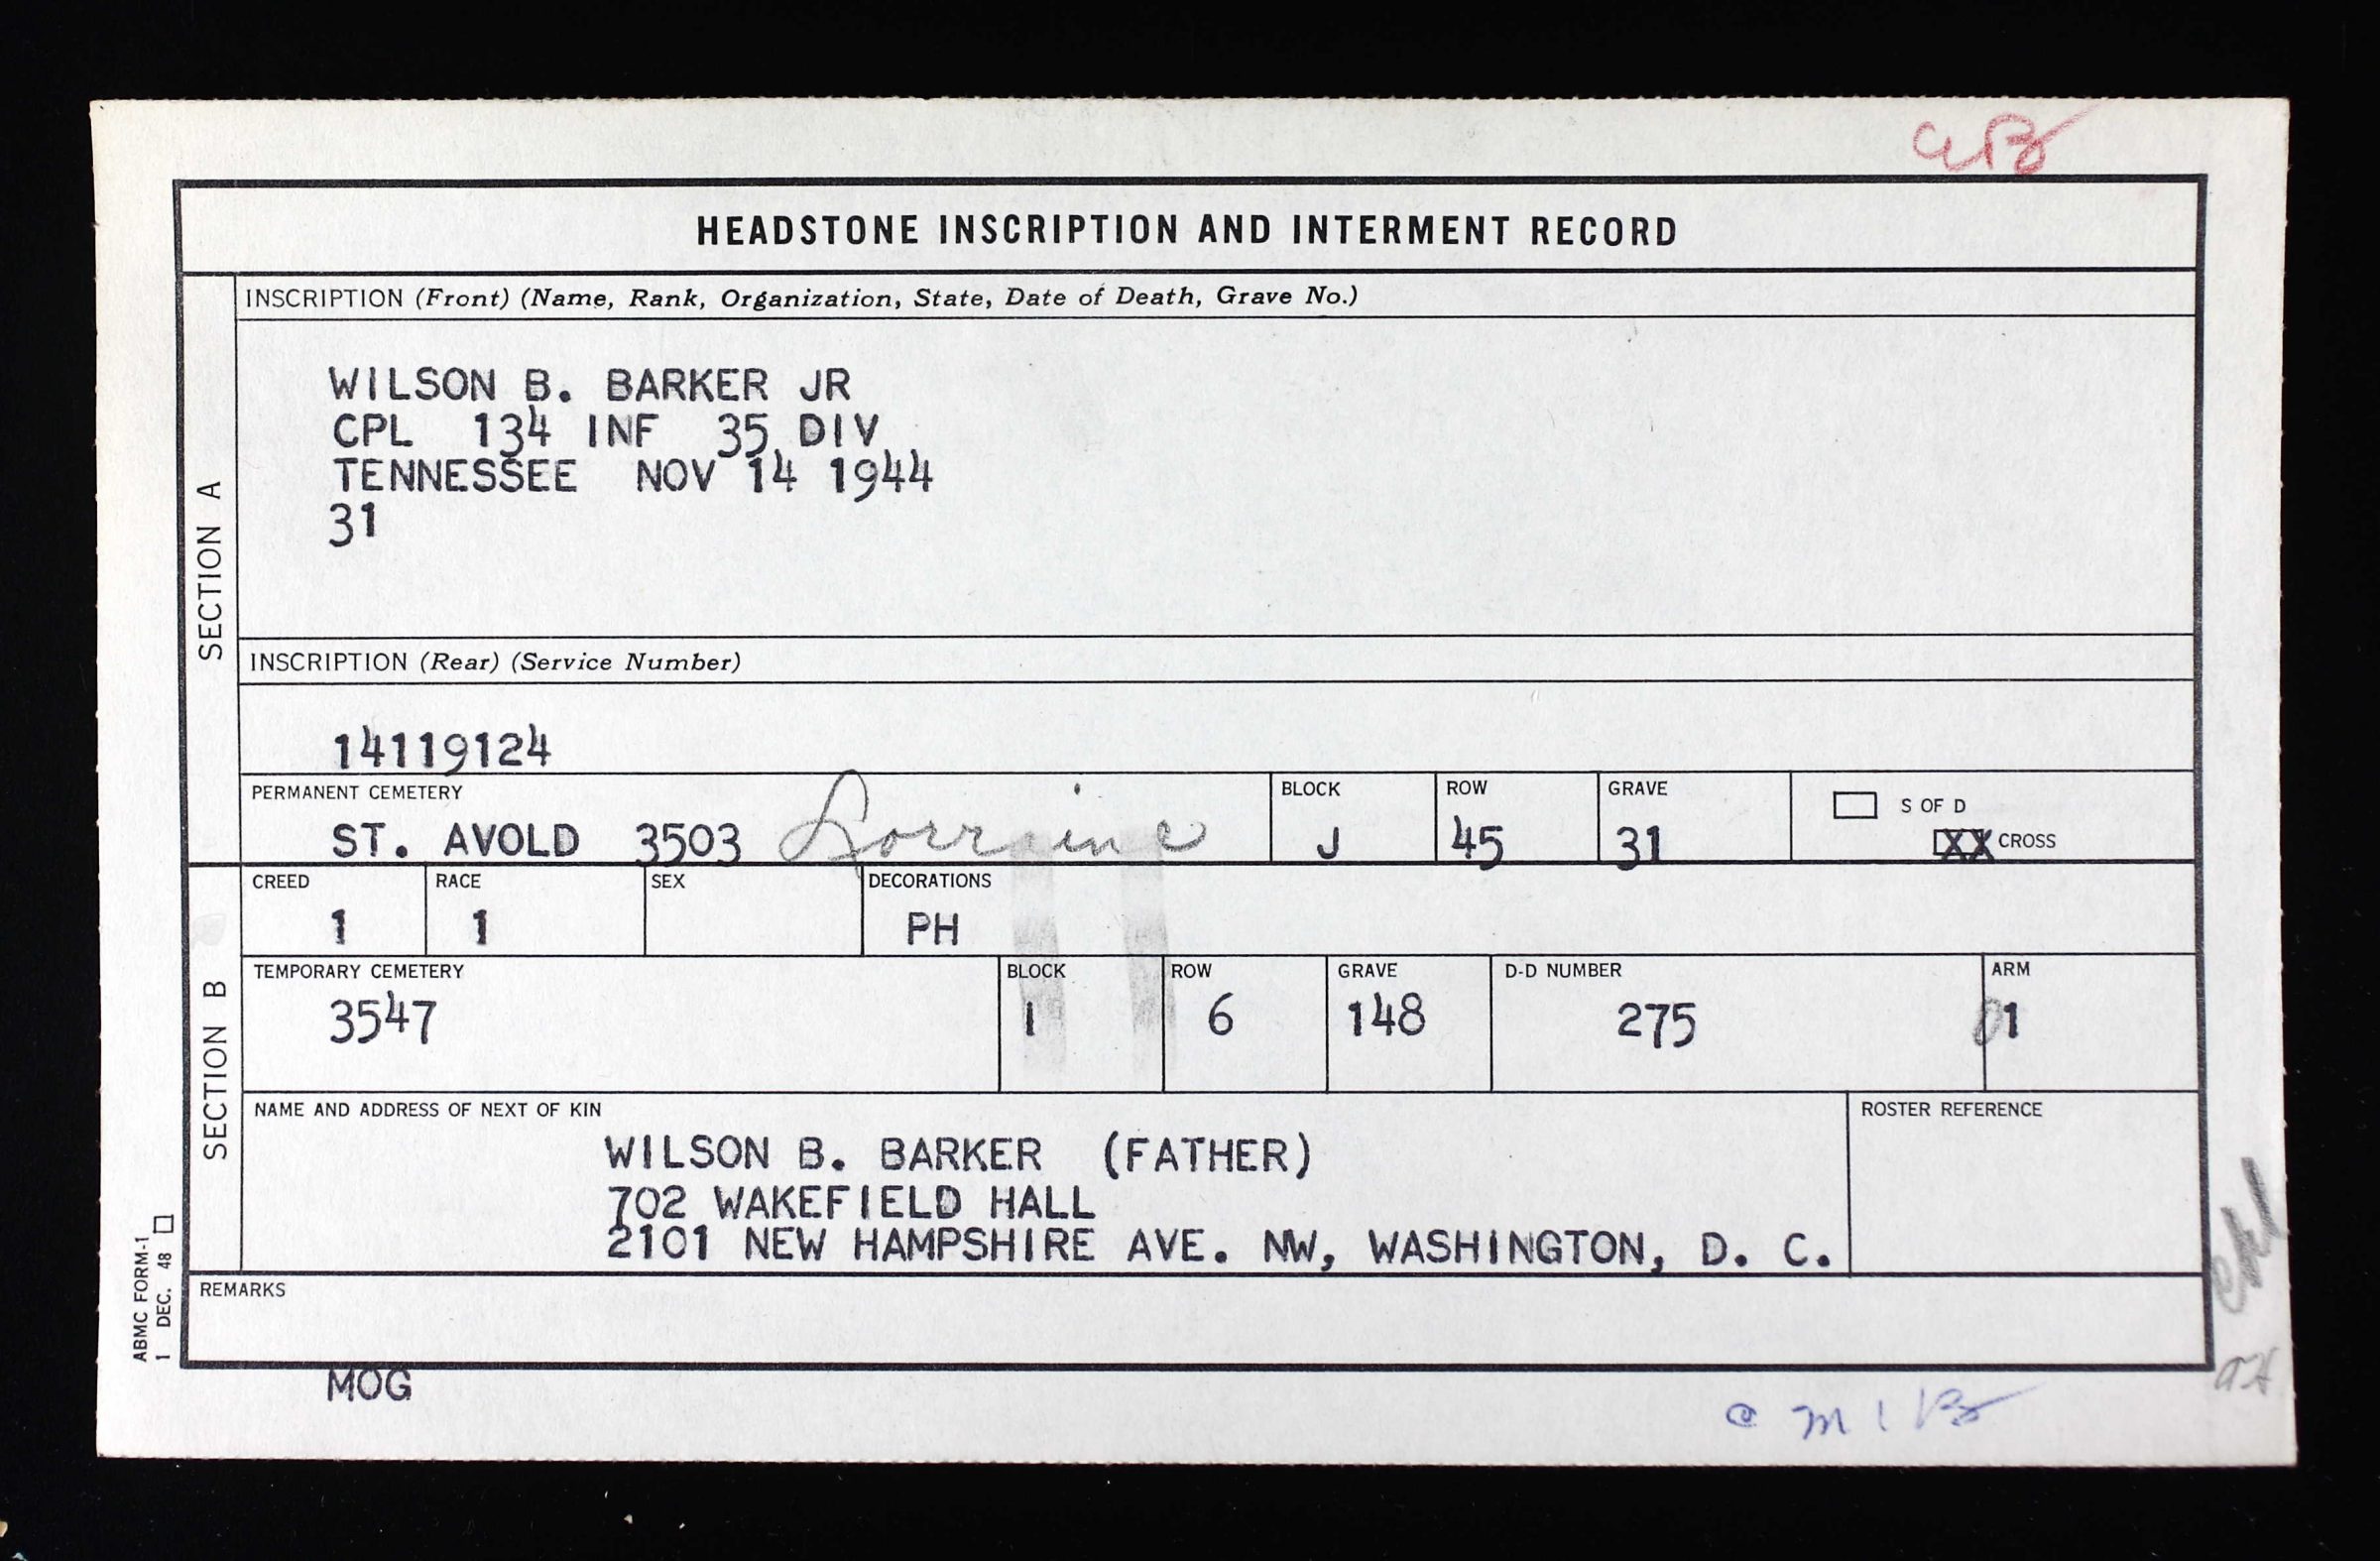 HEADSTONE INSCRIPTION AND INTERMENT RECORD
SECTION A
INSCRIPTION (Front) (Name, Rank, Organization, State, Date of Death, Grave No.)
WILSON B. BARKER JR
CPL 134 INF 35 DIV
TENNESSEE NOV 14 1944
31
INSCRIPTION (Rear) (Service Number)
14119124
PERMANENT CEMETERY BLOCK ROW GRAVE S OF D
ST. AVOLD 3503 Lorraine J 45 31 XX CROSS
SECTION B
CREED RACE SEX DECORATIONS
1 1 PH
TEMPORARY CEMETERY BLOCK ROW GRAVE D-D NUMBER ARM
3547 1 6 148 275 01
NAME AND ADDRESS OF NEXT OF KIN ROSTER REFERENCE
WILSON B. BARKER (FATHER)
702 WAKEFIELD HALL
2101 NEW HAMPSHIRE AVE. NW, WASHINGTON, D. C.
REMARKS
ABMC FORM-1
1 DEC. 48
MOG